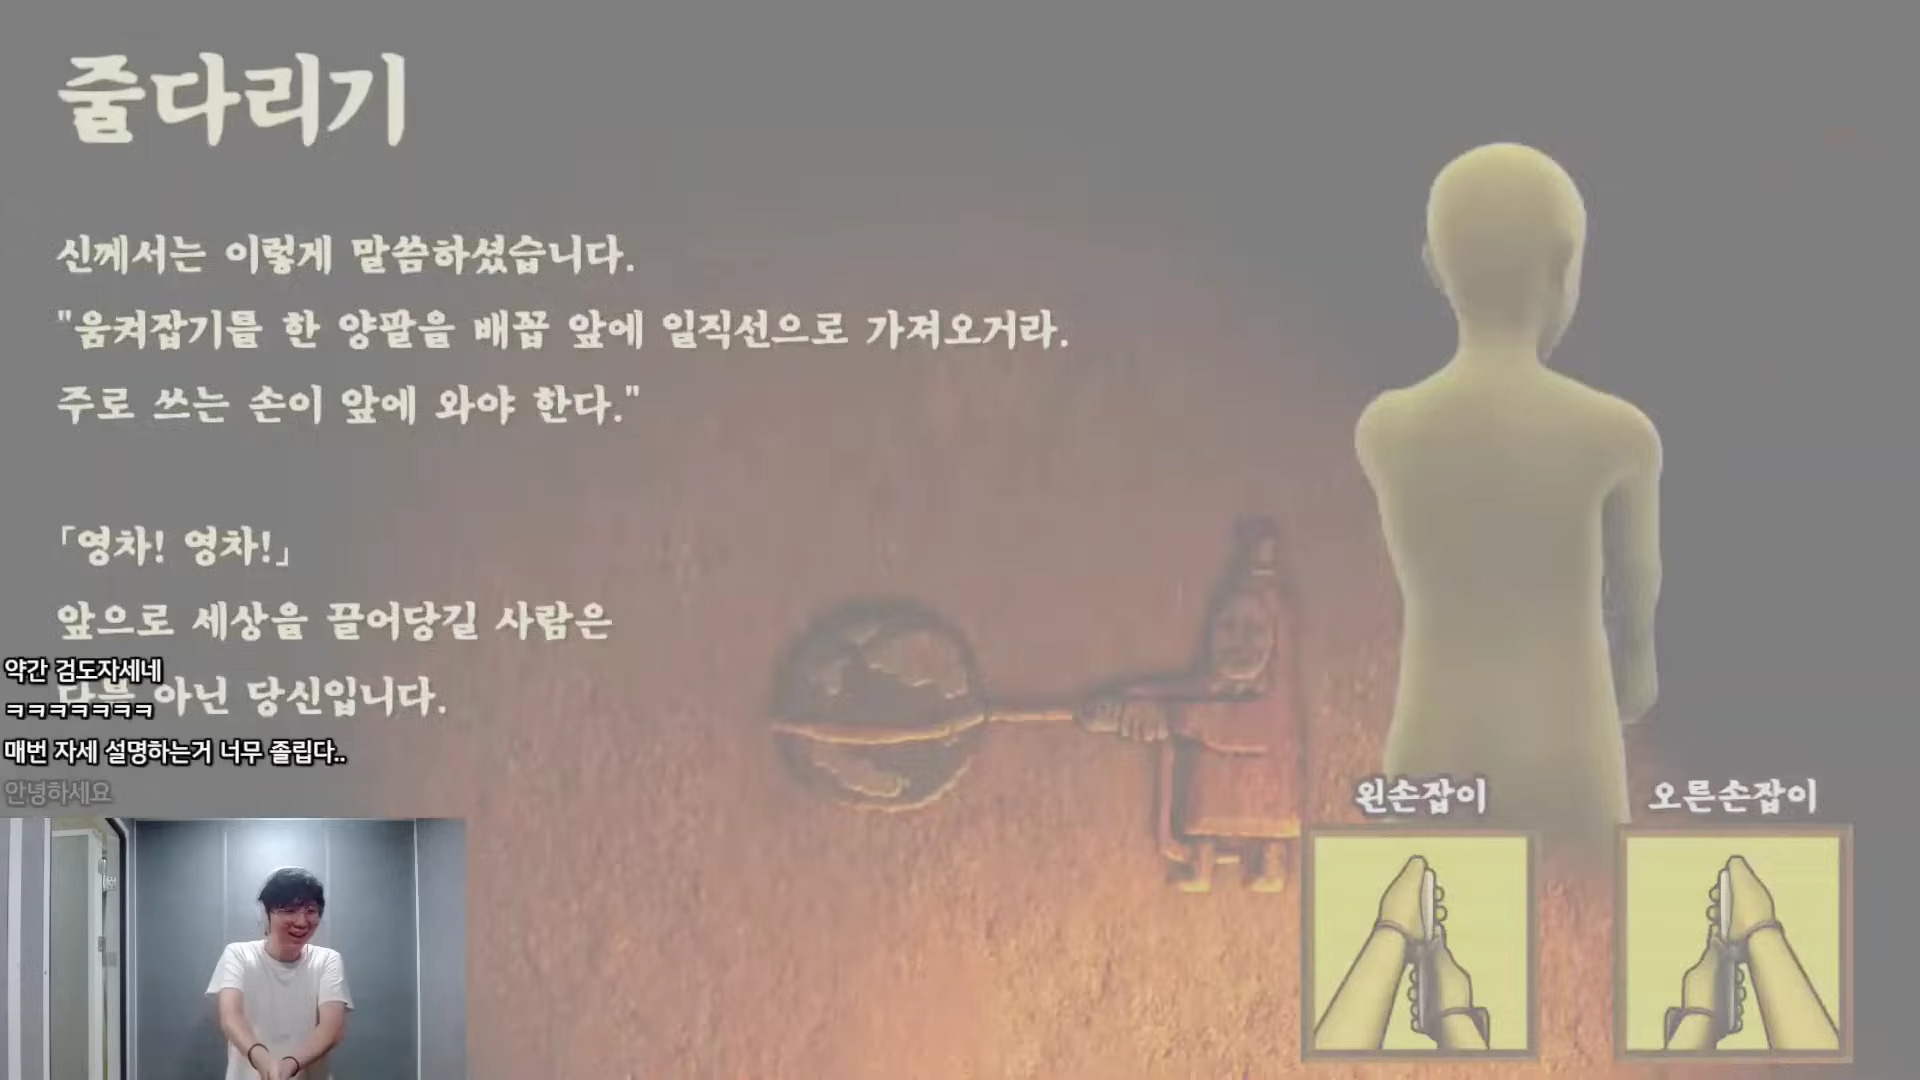 줄다리기
신께서는 이렇게 말씀하셨습니다.
"움켜잡기를 한 양팔을 배꼽 앞에 일직선으로 가져오거라.
주로 쓰는 손이 앞에 와야 한다."
「영차! 영차!」
앞으로 세상을 끌어당길 사람은
다름 아닌 당신입니다.
약간 검도자세네
ㅋㅋㅋㅋㅋㅋㅋ
매번 자세 설명하는거 너무 졸립다..
안녕하세요
왼손잡이
오른손잡이